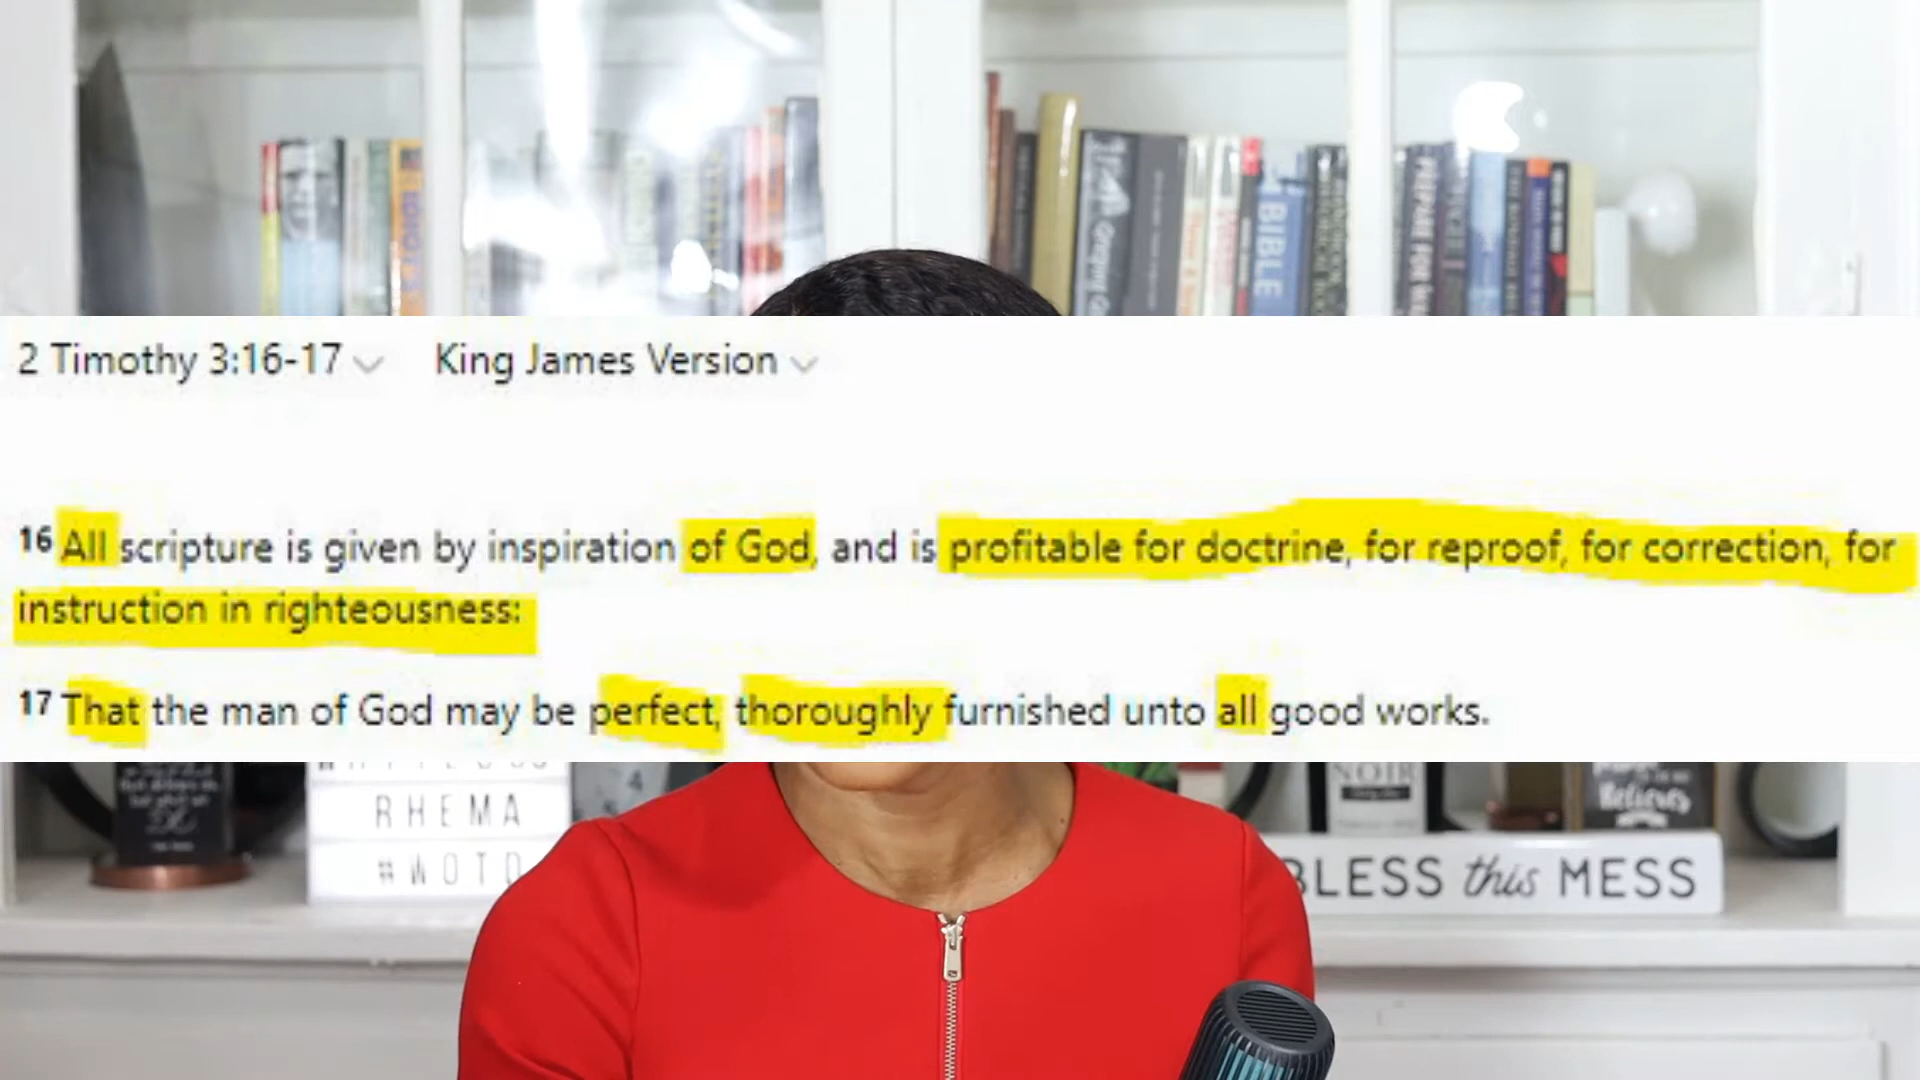 BIBLE
2 Timothy 3:16-17 King James Version
16 All scripture is given by inspiration of God, and is profitable for doctrine, for reproof, for correction, for
instruction in righteousness:
17 That the man of God may be perfect, thoroughly furnished unto all good works.
RHEMA
#WOTD
NOIR
Believes
BLESS this MESS